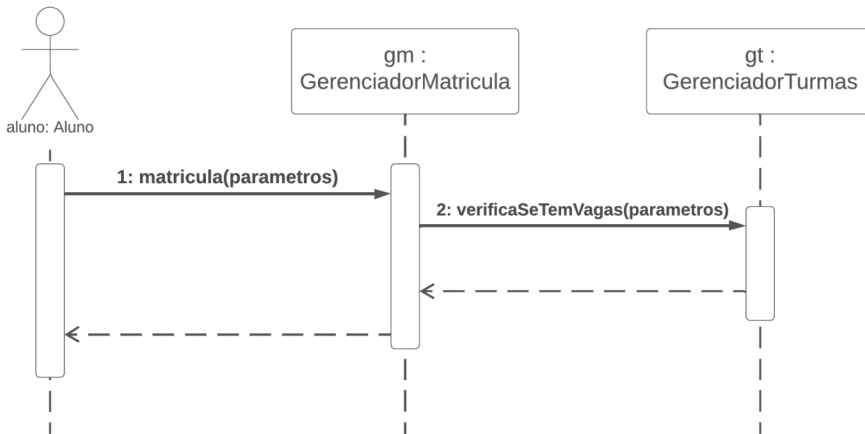 gm :
GerenciadorMatricula
gt :
GerenciadorTurmas
aluno: Aluno
1: matricula(parametros)
2: verificaSeTemVagas(parametros)